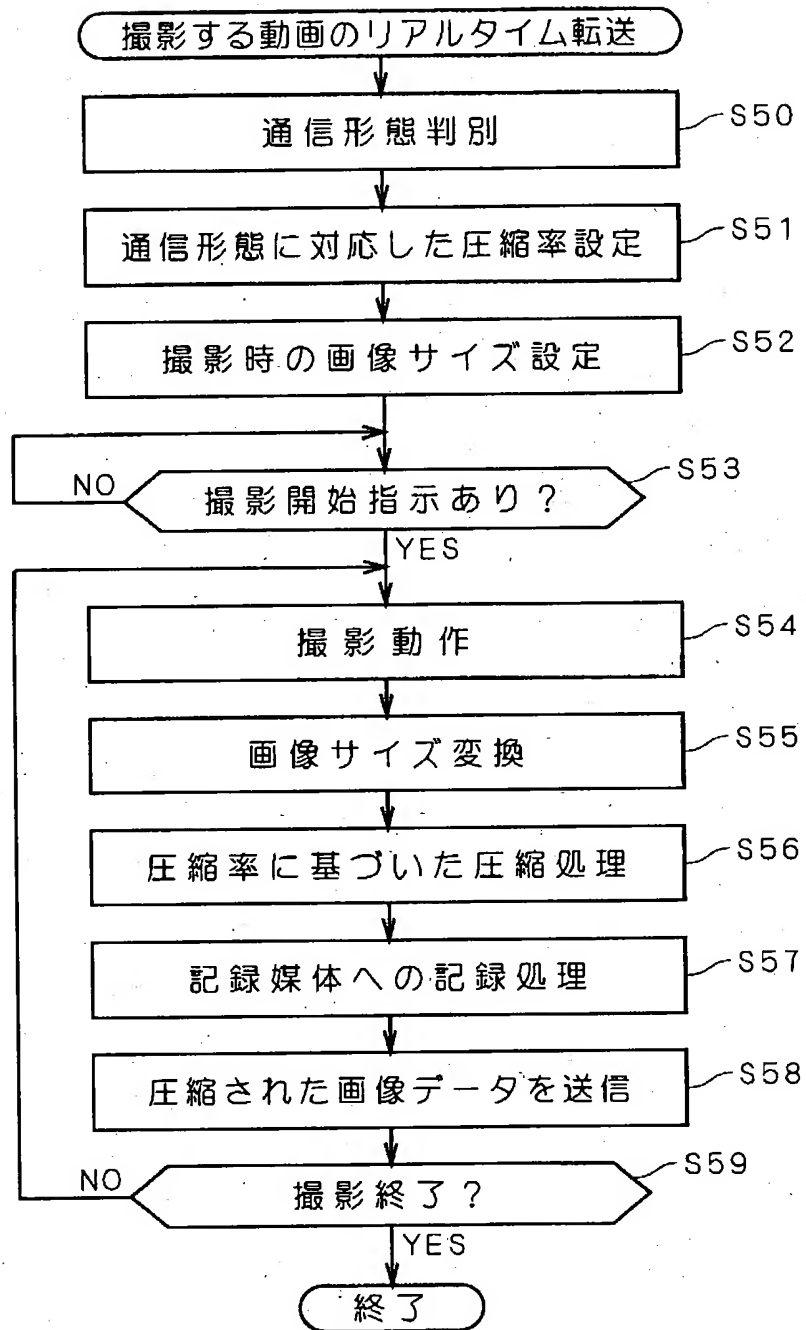 撮影する動画のリアルタイム転送
通信形態判別
S50
通信形態に対応した圧縮率設定
S51
撮影時の画像サイズ設定
S52
撮影開始指示あり?
S53
NO
YES
撮影動作
S54
画像サイズ変換
S55
圧縮率に基づいた圧縮処理
S56
記録媒体への記録処理
S57
圧縮された画像データを送信
S58
撮影終了?
S59
NO
YES
終了